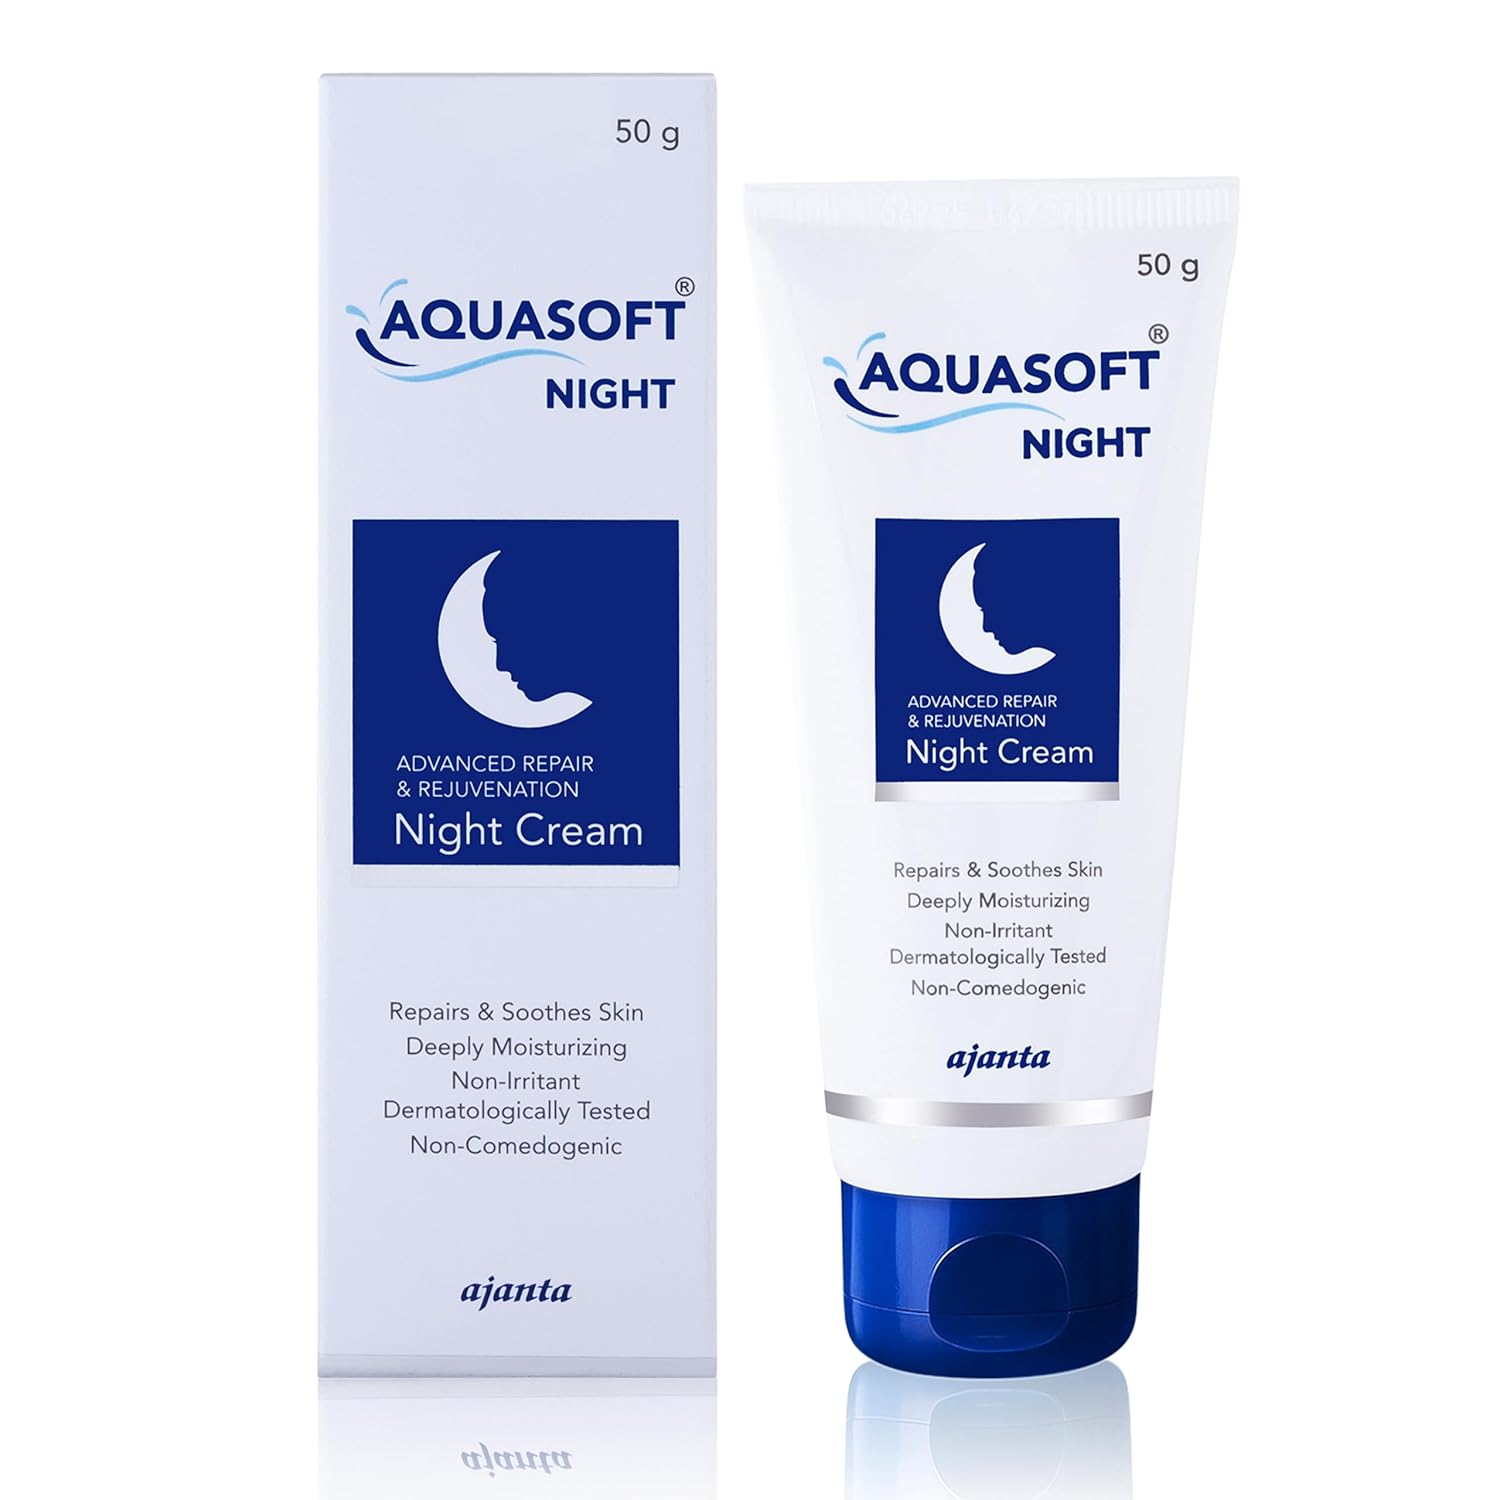 50 g
AQUASOFT®
NIGHT
ADVANCED REPAIR
& REJUVENATION
Night Cream
Repairs & Soothes Skin
Deeply Moisturizing
Non-Irritant
Dermatologically Tested
Non-Comedogenic
ajanta
50 g
AQUASOFT®
NIGHT
ADVANCED REPAIR
& REJUVENATION
Night Cream
Repairs & Soothes Skin
Deeply Moisturizing
Non-Irritant
Dermatologically Tested
Non-Comedogenic
ajanta